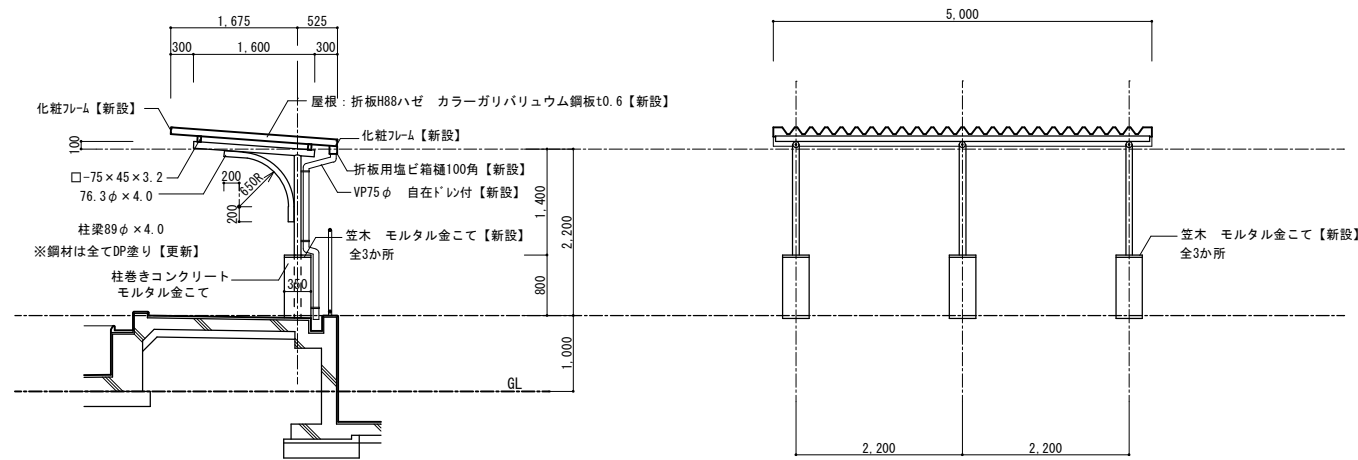 1,675
525
300
1,600
300
化粧フレーム【新設】
屋根：折板H88ハゼ カラーガリバリュウム鋼板t0.6【新設】
化粧フレーム【新設】
100
折板用塩ビ箱樋100角【新設】
□-75×45×3.2
76.3φ×4.0
200
650R
200
VP75φ 自在ドレン付【新設】
柱梁89φ×4.0
※鋼材は全てDP塗り【更新】
笠木 モルタル金こて【新設】
全3か所
柱巻きコンクリート
モルタル金こて
350
1,400
2,200
800
1,000
GL
5,000
笠木 モルタル金こて【新設】
全3か所
2,200
2,200